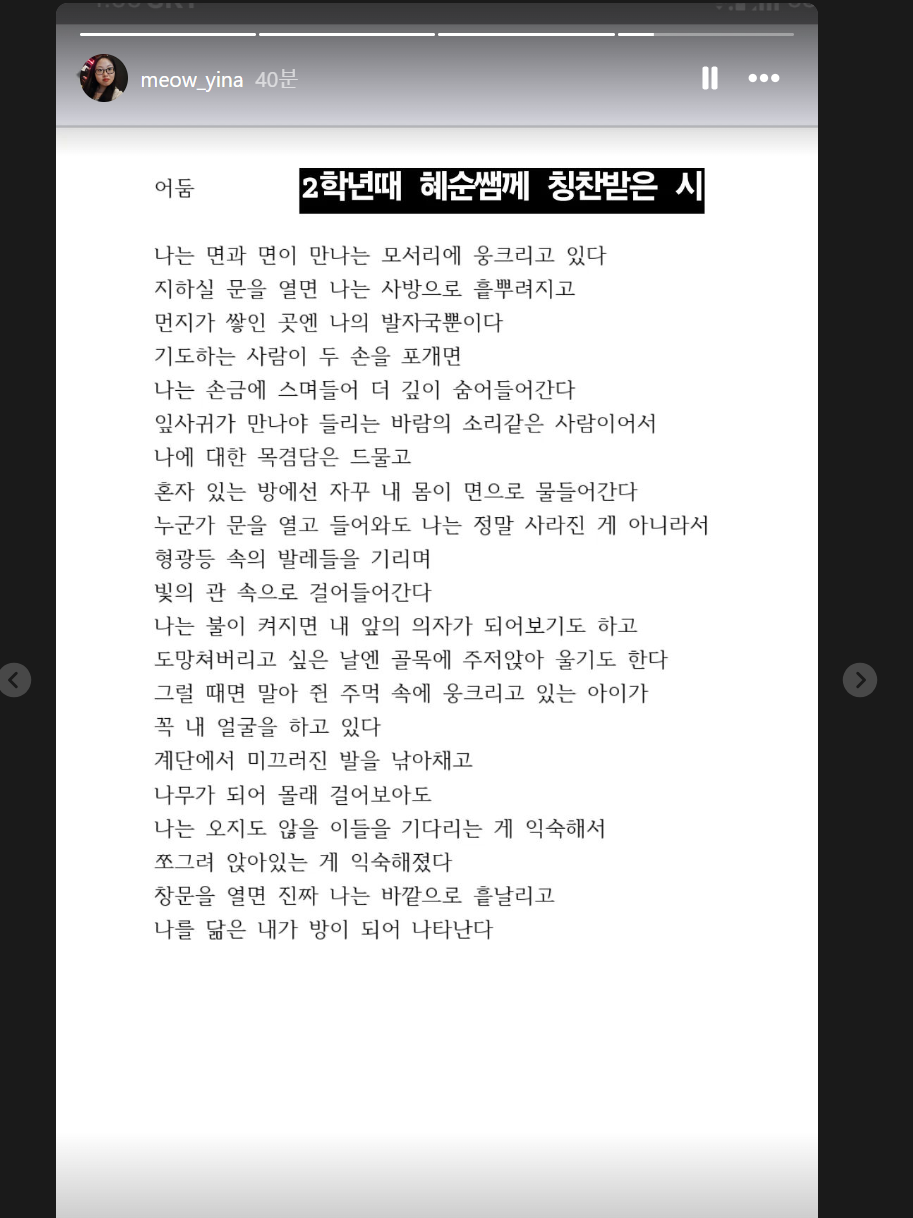 meow_yina 40분
어둠
2학년때 혜순쌤께 칭찬받은 시
나는 면과 면이 만나는 모서리에 웅크리고 있다
지하실 문을 열면 나는 사방으로 흩뿌려지고
먼지가 쌓인 곳엔 나의 발자국뿐이다
기도하는 사람이 두 손을 포개면
나는 손금에 스며들어 더 깊이 숨어들어간다
잎사귀가 만나야 들리는 바람의 소리같은 사람이어서
나에 대한 목겸담은 드물고
혼자 있는 방에선 자꾸 내 몸이 면으로 물들어간다
누군가 문을 열고 들어와도 나는 정말 사라진 게 아니라서
형광등 속의 발레들을 기리며
빛의 관 속으로 걸어들어간다
나는 불이 켜지면 내 앞의 의자가 되어보기도 하고
도망쳐버리고 싶은 날엔 골목에 주저앉아 울기도 한다
그럴 때면 말아 쥔 주먹 속에 웅크리고 있는 아이가
꼭 내 얼굴을 하고 있다
계단에서 미끄러진 발을 낚아채고
나무가 되어 몰래 걸어보아도
나는 오지도 않을 이들을 기다리는 게 익숙해서
쪼그려 앉아있는 게 익숙해졌다
창문을 열면 진짜 나는 바깥으로 흩날리고
나를 닮은 내가 방이 되어 나타난다